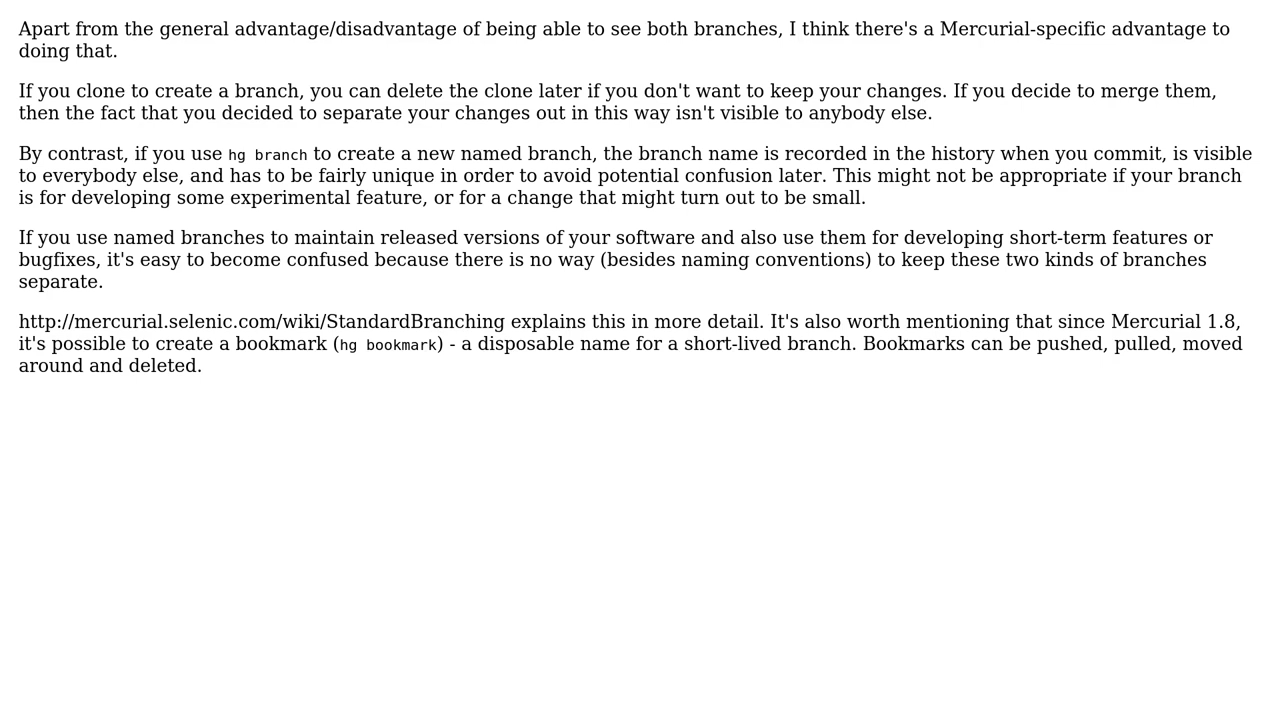 Apart from the general advantage/disadvantage of being able to see both branches, I think there's a Mercurial-specific advantage to
doing that.
If you clone to create a branch, you can delete the clone later if you don't want to keep your changes. If you decide to merge them,
then the fact that you decided to separate your changes out in this way isn't visible to anybody else.
By contrast, if you use hg branch to create a new named branch, the branch name is recorded in the history when you commit, is visible
to everybody else, and has to be fairly unique in order to avoid potential confusion later. This might not be appropriate if your branch
is for developing some experimental feature, or for a change that might turn out to be small.
If you use named branches to maintain released versions of your software and also use them for developing short-term features or
bugfixes, it's easy to become confused because there is no way (besides naming conventions) to keep these two kinds of branches
separate.
http://mercurial.selenic.com/wiki/StandardBranching explains this in more detail. It's also worth mentioning that since Mercurial 1.8,
it's possible to create a bookmark (hg bookmark) - a disposable name for a short-lived branch. Bookmarks can be pushed, pulled, moved
around and deleted.